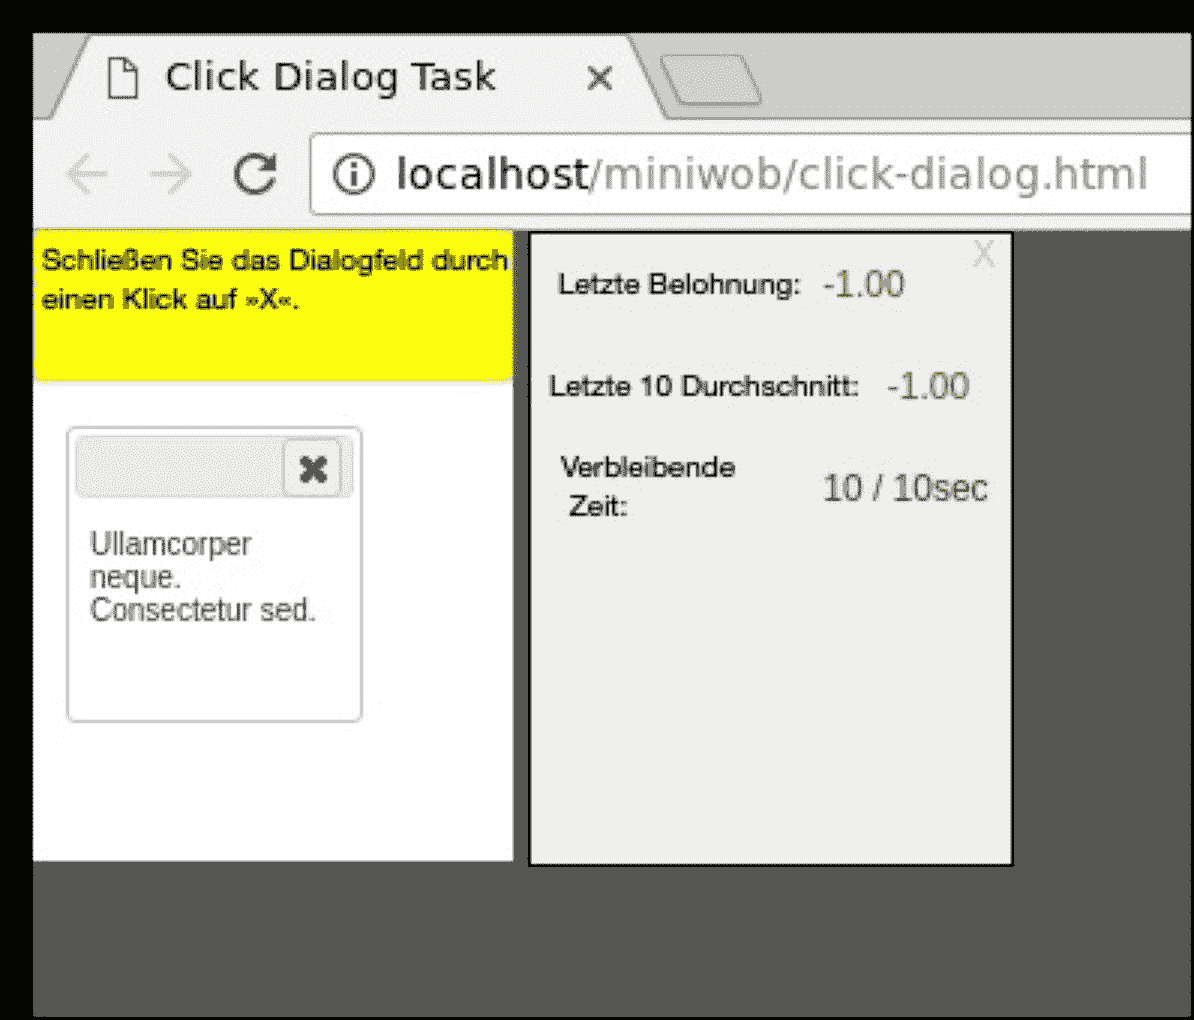 Click Dialog Task
localhost/miniwob/click-dialog.html
Schließen Sie das Dialogfeld durch
einen Klick auf »X«.
Ullamcorper
neque.
Consectetur sed.
X
Letzte Belohnung: -1.00
Letzte 10 Durchschnitt: -1.00
Verbleibende
Zeit: 10 / 10sec